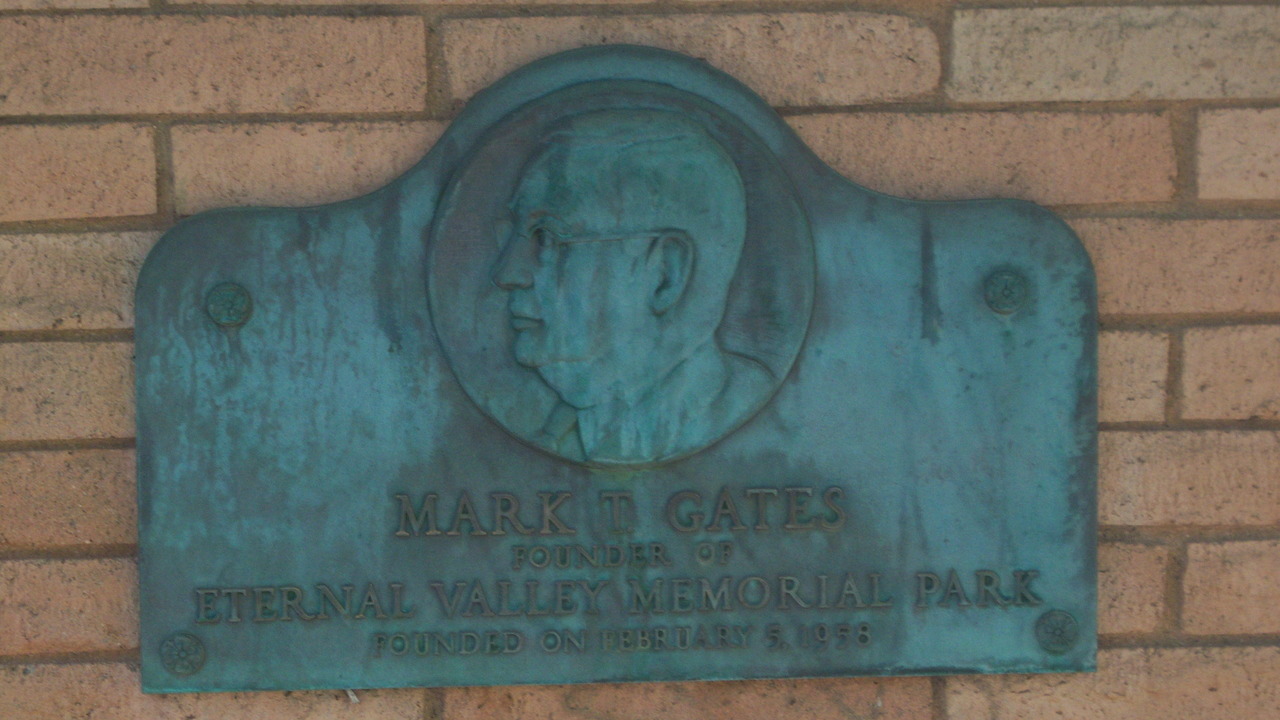 MARK T. GATES
FOUNDER OF
ETERNAL VALLEY MEMORIAL PARK
FOUNDED ON FEBRUARY 5, 1958